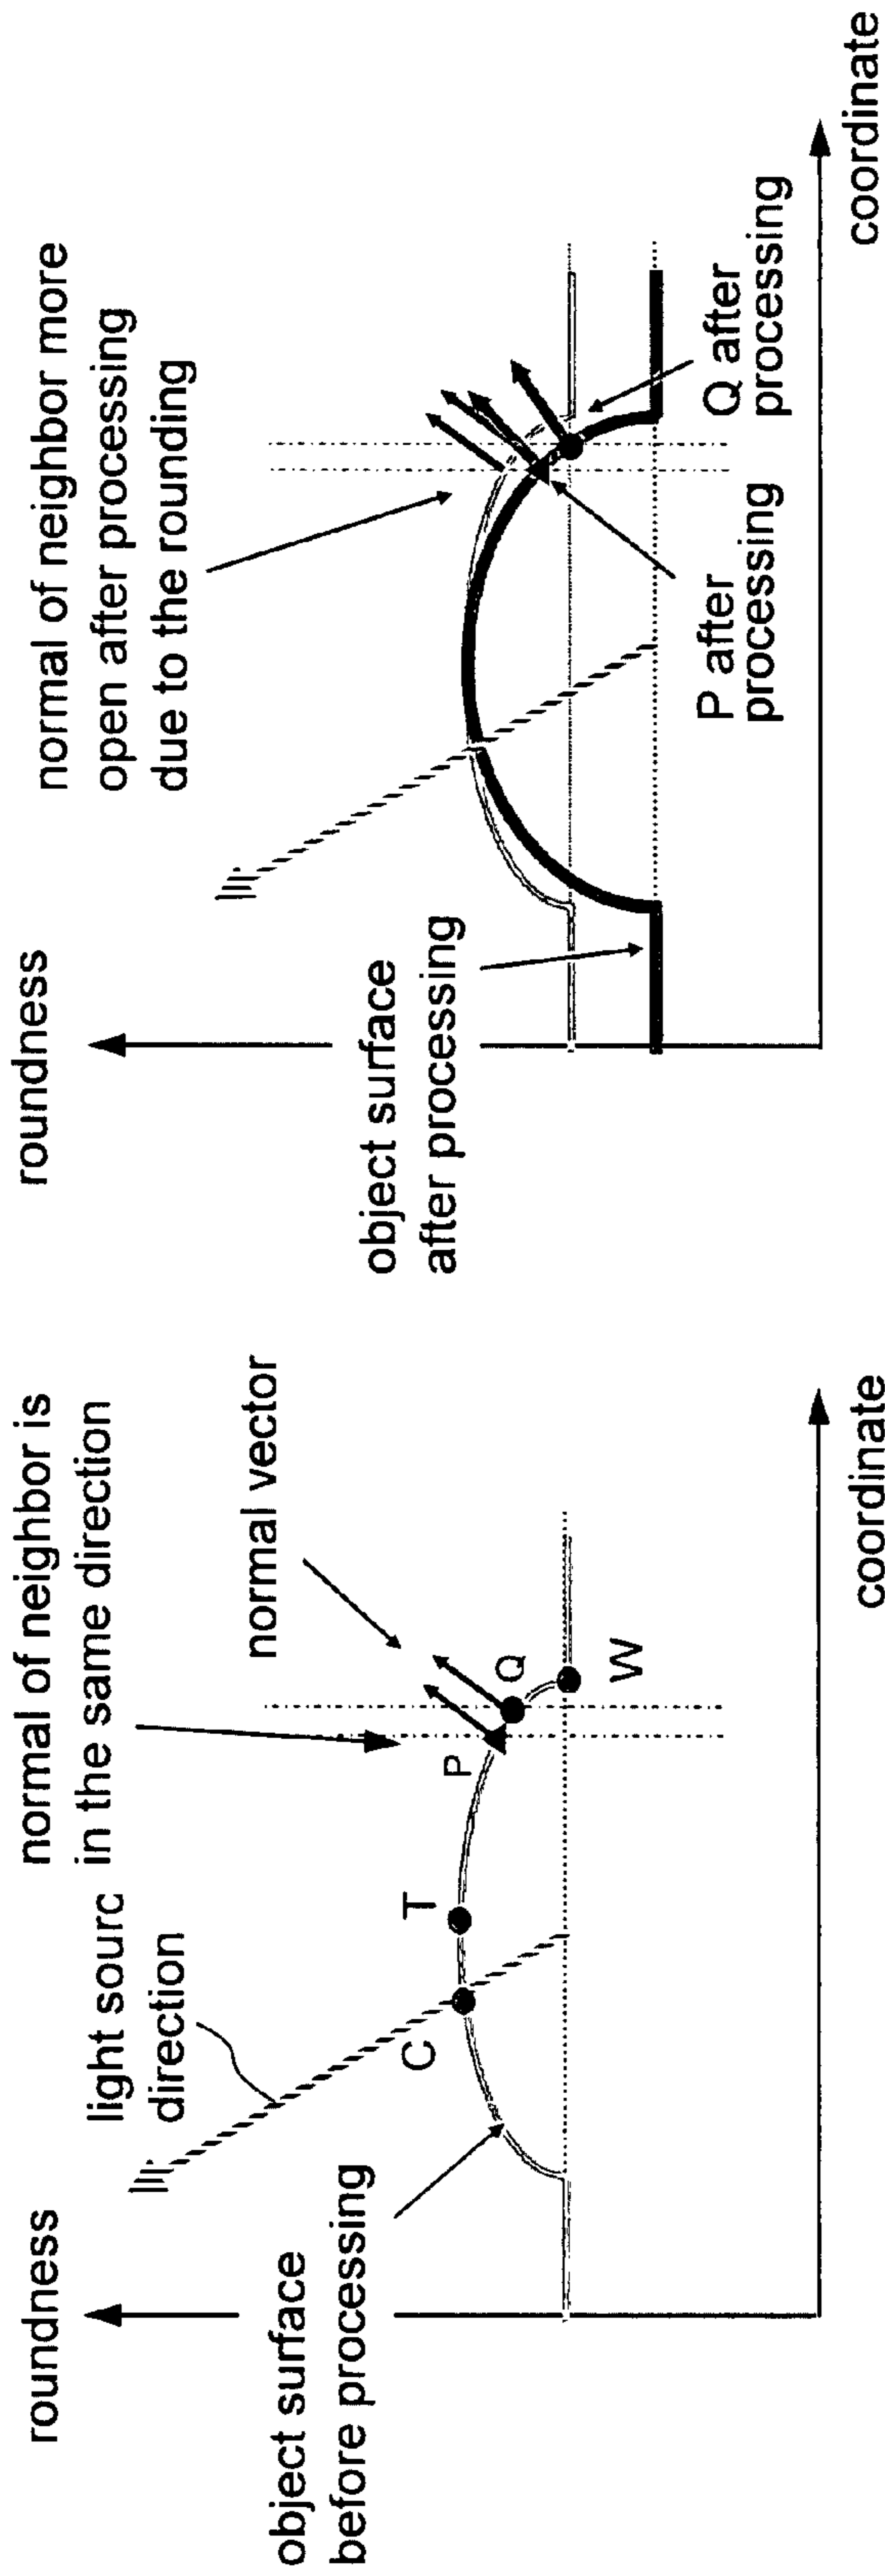 roundness
light sourc
direction
normal of neighbor is
in the same direction
normal vector
object surface
before processing
C
T
P
Q
W
coordinate
roundness
normal of neighbor more
open after processing
due to the rounding
object surface
after processing
P after
processing
Q after
processing
coordinate